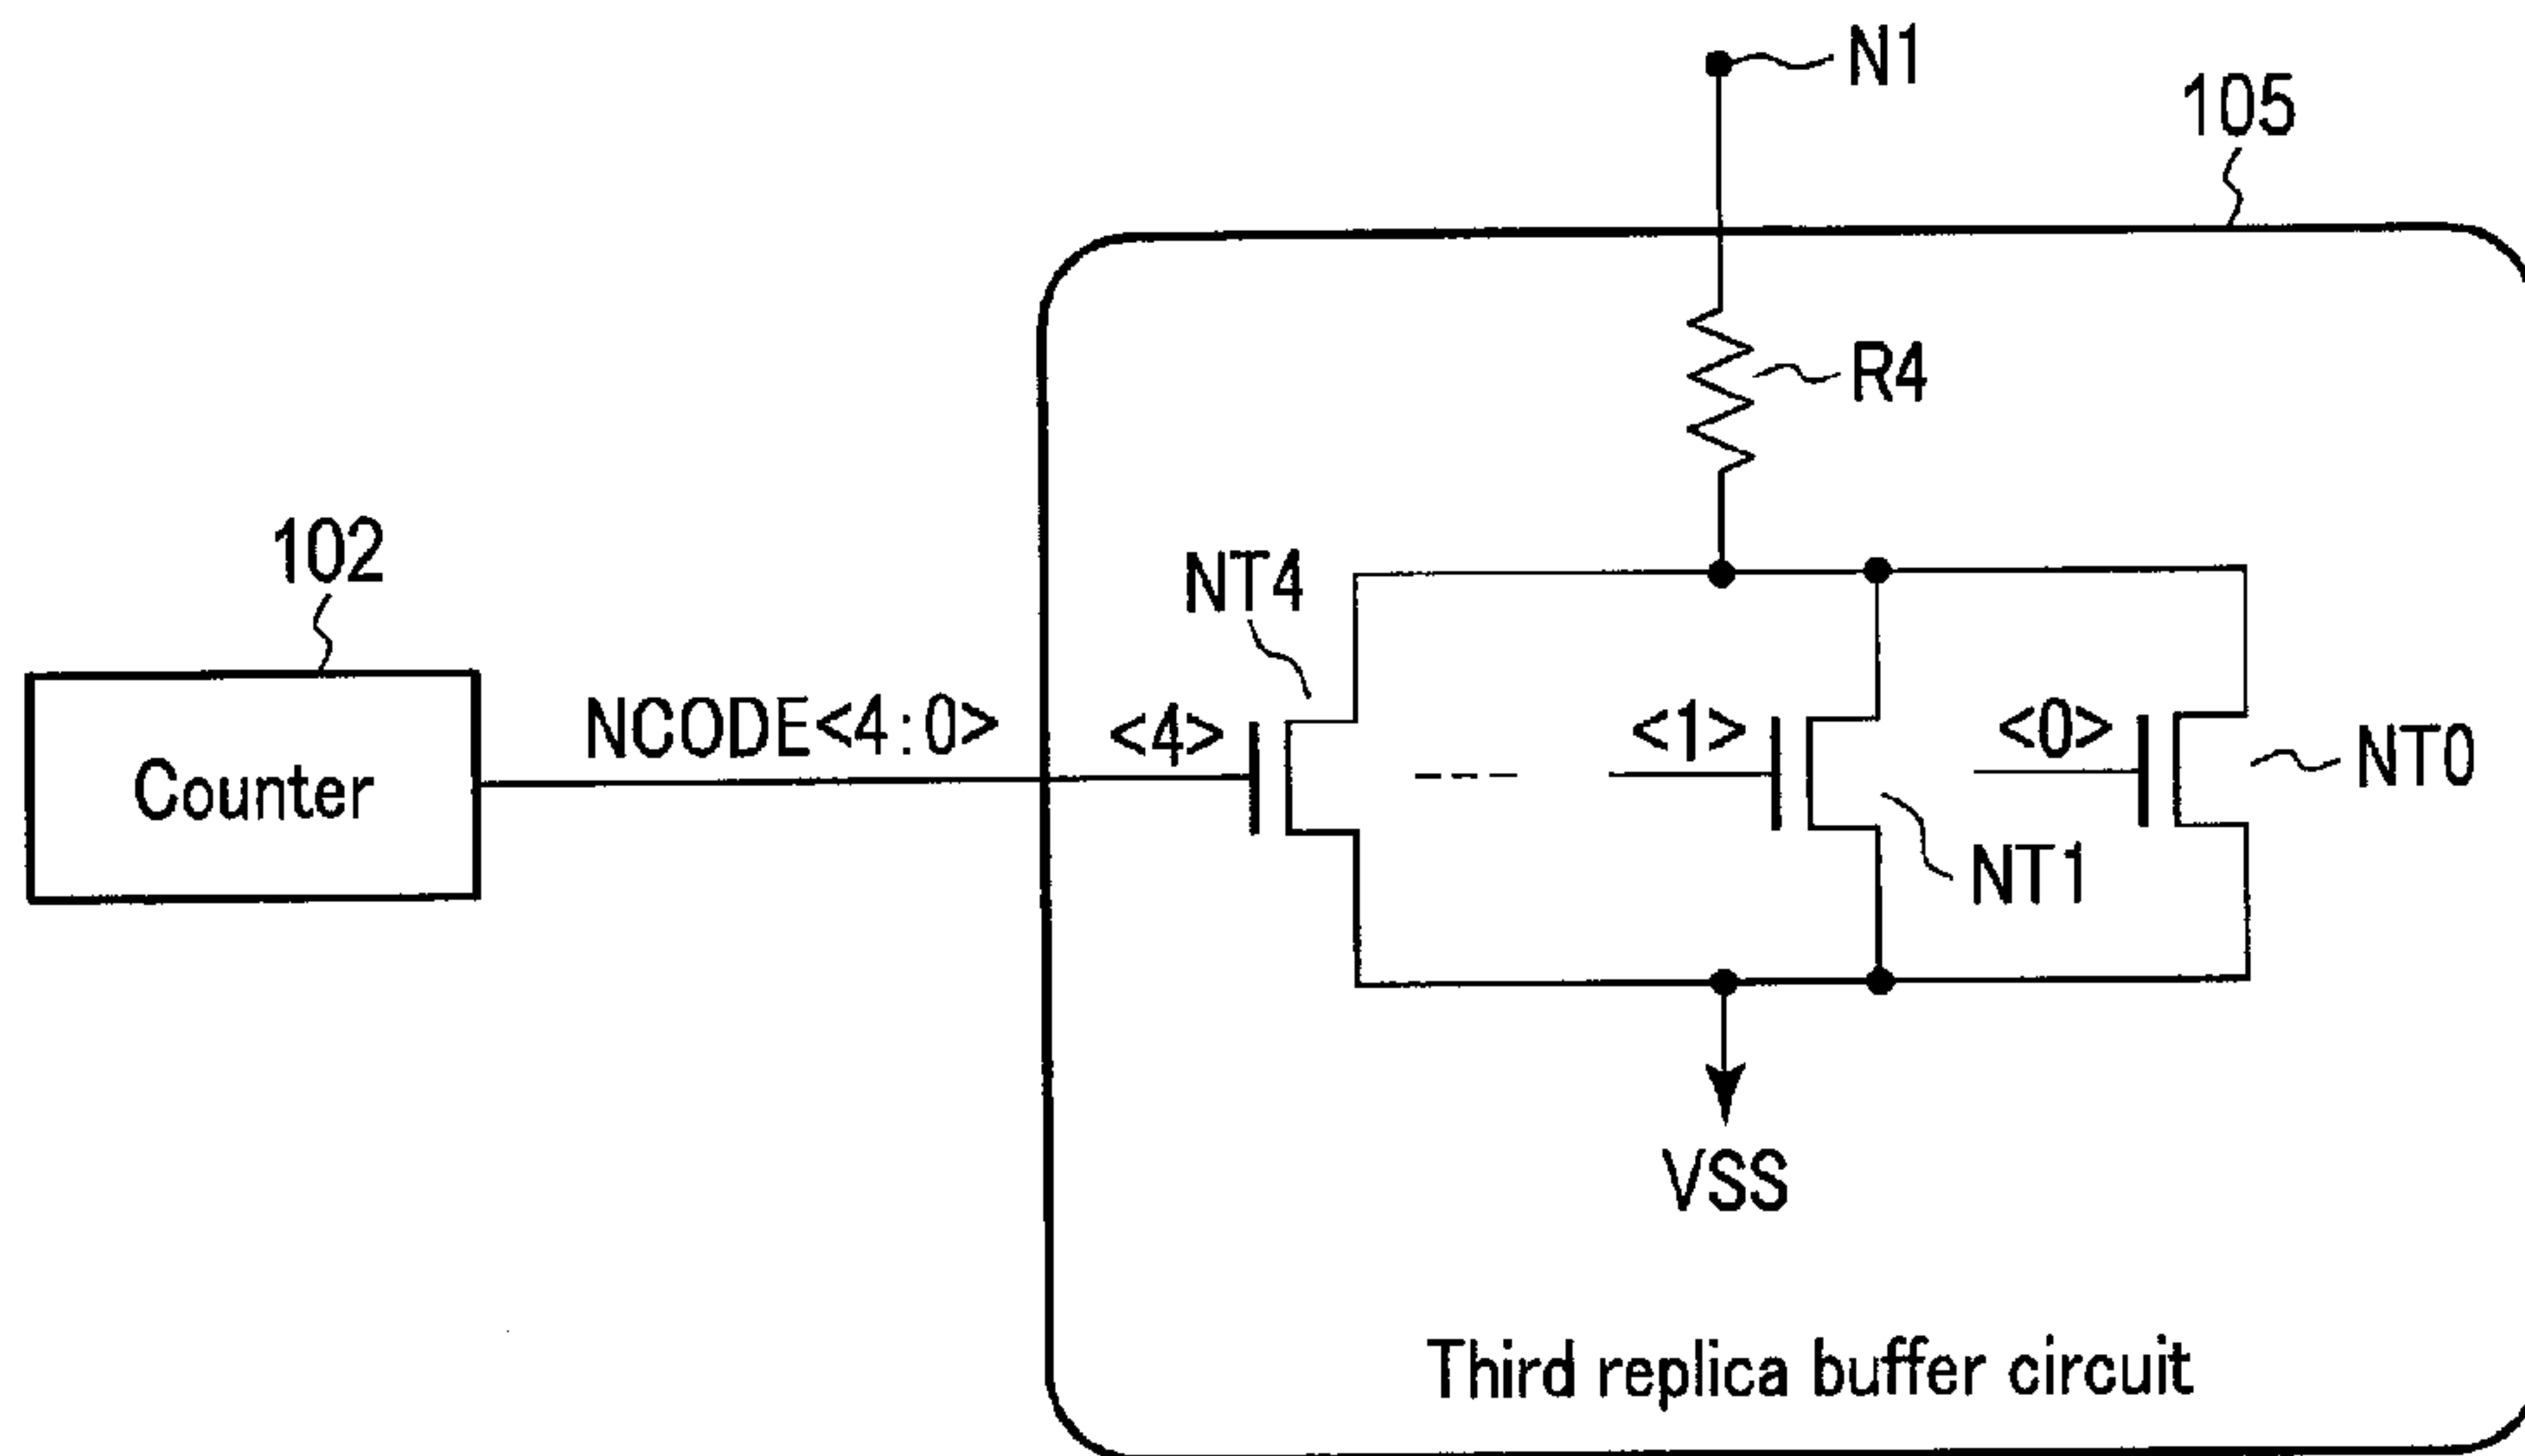 N1
105
R4
102
NT4
NCODE<4:0>
<4>
<1>
<0>
NT0
Counter
NT1
VSS
Third replica buffer circuit